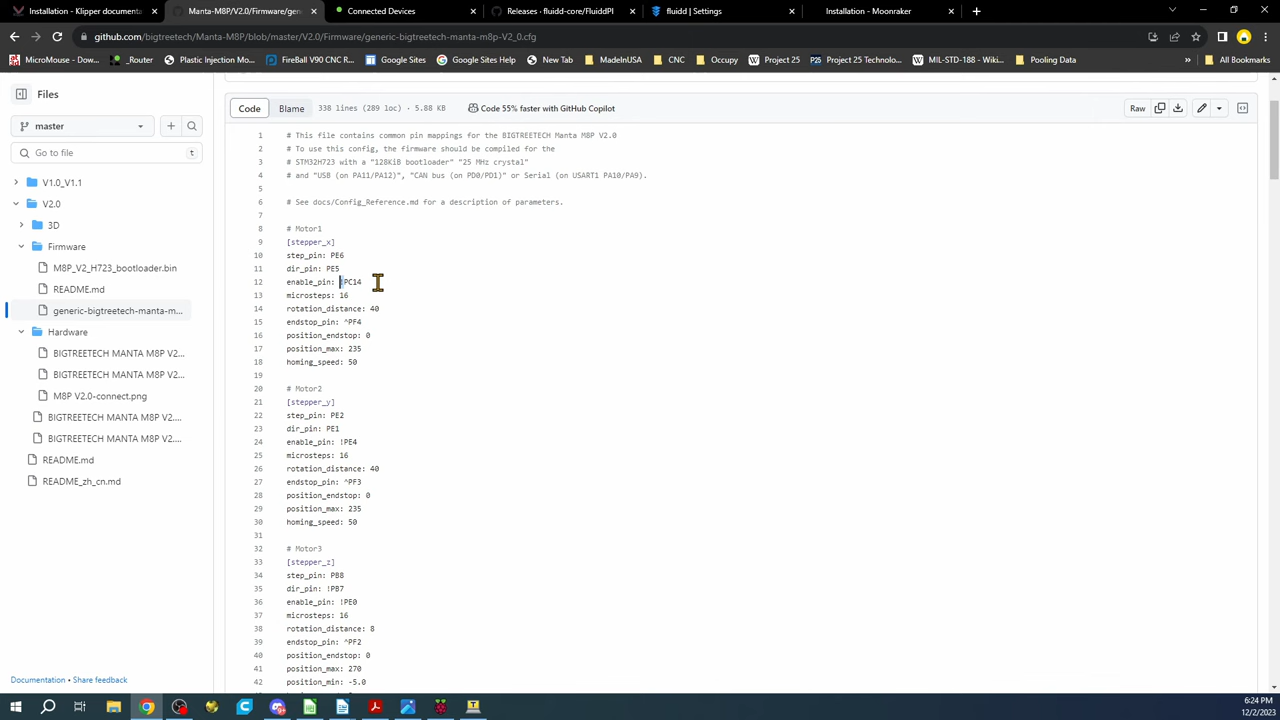 Installation - Klipper documenta
Manta-M8P/V2.0/Firmware/gene
Connected Devices
Releases · fluidd-core/FluiddPI
fluidd | Settings
Installation - Moonraker
github.com/bigtreetech/Manta-M8P/blob/master/V2.0/Firmware/generic-bigtreetech-manta-m8p-V2_0.cfg
MicroMouse - Dow...
_Router
Plastic Injection Mo...
FireBall V90 CNC R...
Google Sites
Google Sites Help
New Tab
MadeInUSA
CNC
Occupy
Project 25
Project 25 Technolo...
MIL-STD-188 - Wiki...
Pooling Data
All Bookmarks
Files
master
Go to file
t
V1.0_V1.1
V2.0
3D
Firmware
M8P_V2_H723_bootloader.bin
README.md
generic-bigtreetech-manta-m...
Hardware
BIGTREETECH MANTA M8P V2...
BIGTREETECH MANTA M8P V2...
M8P V2.0-connect.png
BIGTREETECH MANTA M8P V2....
BIGTREETECH MANTA M8P V2....
README.md
README_zh_cn.md
Documentation • Share feedback
Code
Blame
338 lines (289 loc) · 5.88 KB
Code 55% faster with GitHub Copilot
Raw
1 # This file contains common pin mappings for the BIGTREETECH Manta M8P V2.0
2 # To use this config, the firmware should be compiled for the
3 # STM32H723 with a "128KiB bootloader" "25 MHz crystal"
4 # and "USB (on PA11/PA12)", "CAN bus (on PD0/PD1)" or Serial (on USART1 PA10/PA9).
5
6 # See docs/Config_Reference.md for a description of parameters.
7
8 # Motor1
9 [stepper_x]
10 step_pin: PE6
11 dir_pin: PE5
12 enable_pin: !PC14
13 microsteps: 16
14 rotation_distance: 40
15 endstop_pin: ^PF4
16 position_endstop: 0
17 position_max: 235
18 homing_speed: 50
19
20 # Motor2
21 [stepper_y]
22 step_pin: PE2
23 dir_pin: PE1
24 enable_pin: !PE4
25 microsteps: 16
26 rotation_distance: 40
27 endstop_pin: ^PF3
28 position_endstop: 0
29 position_max: 235
30 homing_speed: 50
31
32 # Motor3
33 [stepper_z]
34 step_pin: PB8
35 dir_pin: !PB7
36 enable_pin: !PE0
37 microsteps: 16
38 rotation_distance: 8
39 endstop_pin: ^PF2
40 position_endstop: 0
41 position_max: 270
42 position_min: -5.0
6:24 PM
12/2/2023